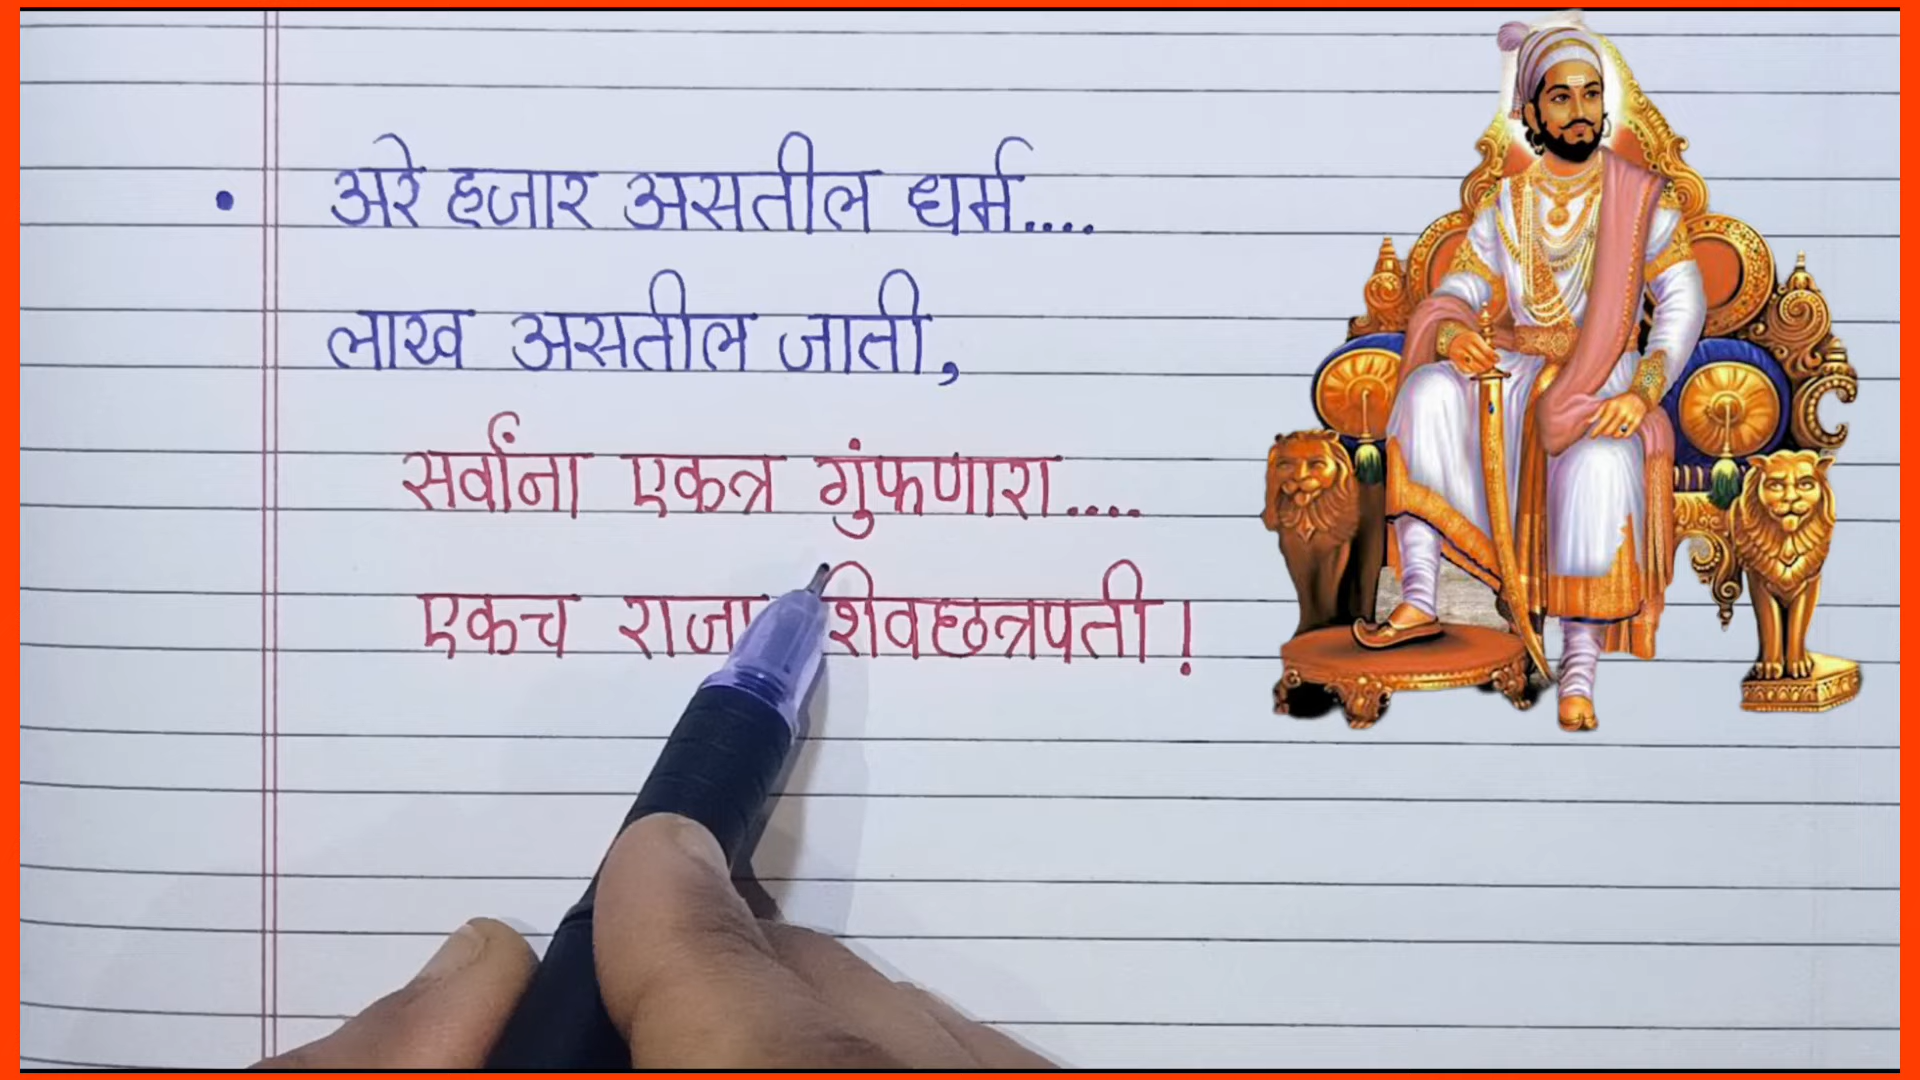 • अरे हजार असतील धर्म....
लाख असतील जाती,
सर्वांना एकत्र गुंफणारा....
एकच राजा शिवछत्रपती!